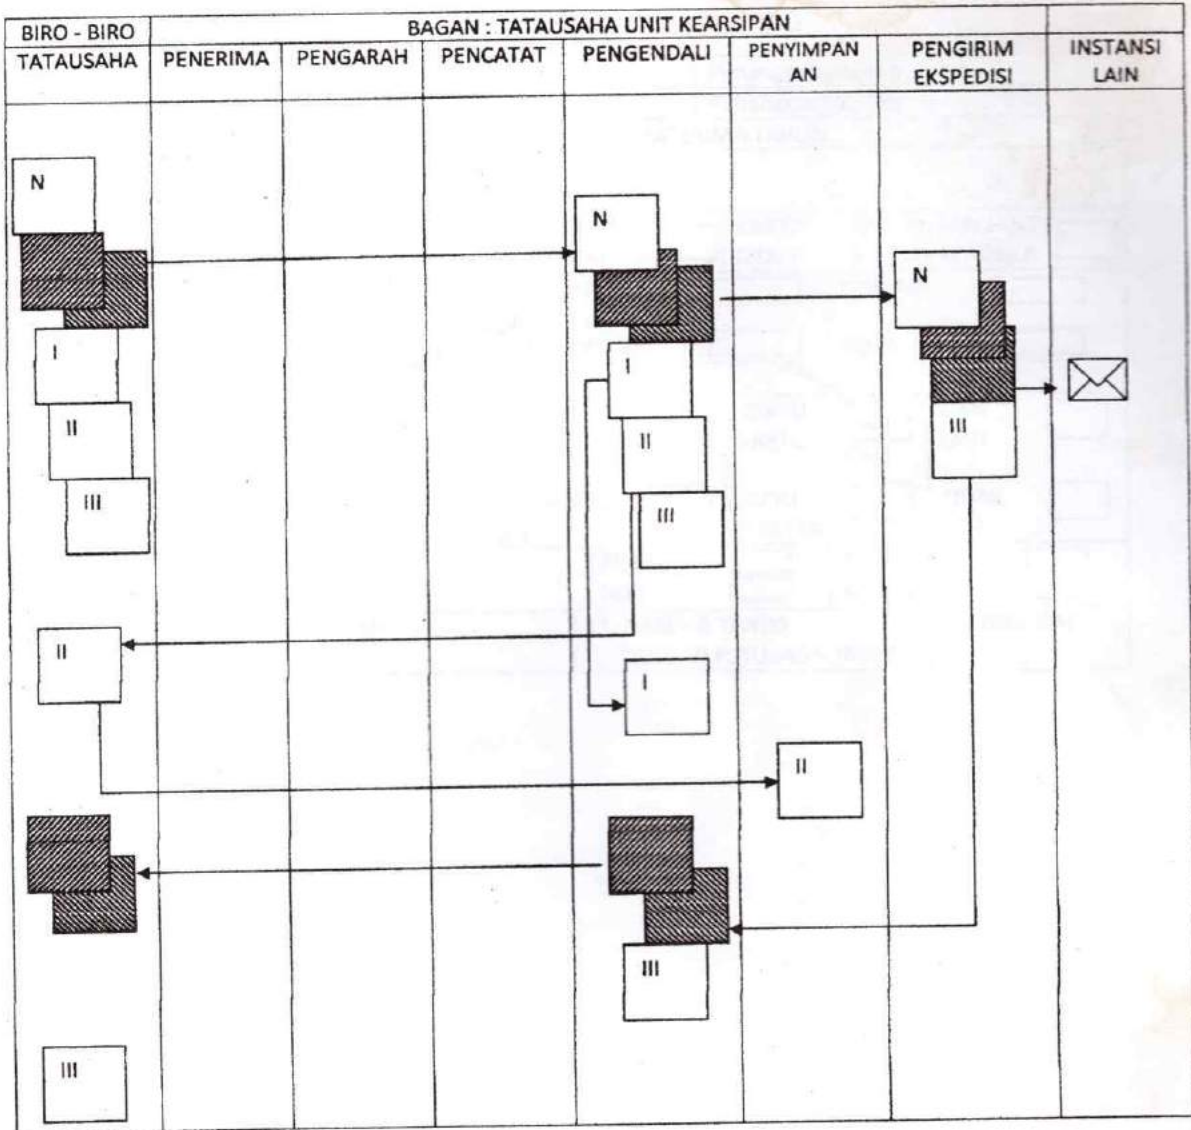 BIRO - BIRO
BAGAN : TATAUSAHA UNIT KEARSIPAN
TATAUSAHA
PENERIMA
PENGARAH
PENCATAT
PENGENDALI
PENYIMPAN
AN
PENGIRIM
EKSPEDISI
INSTANSI
LAIN
N
N
N
I
I
II
II
III
III
III
II
I
II
III
III